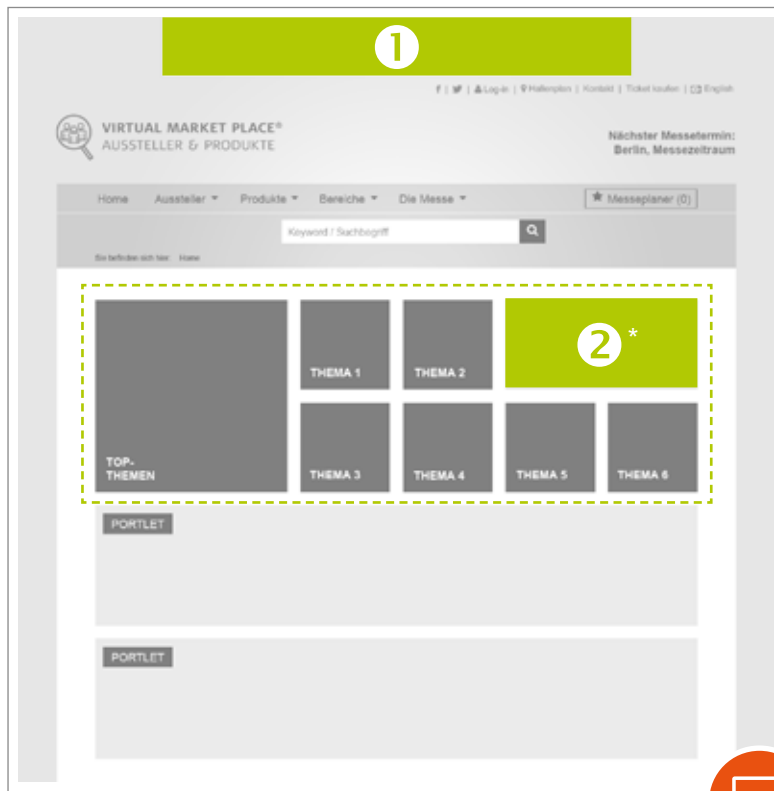 1
f | | Log-in | Hallenplan | Kontakt | Ticket kaufen | English
VIRTUAL MARKET PLACE®
AUSSTELLER & PRODUKTE
Nächster Messetermin:
Berlin, Messezeitraum
Home Aussteller Produkte Bereiche Die Messe Messeplaner (0)
Keyword / Suchbegriff
Sie befinden sich hier: Home
2 *
THEMA 1 THEMA 2
TOP-
THEMEN THEMA 3 THEMA 4 THEMA 5 THEMA 6
PORTLET
PORTLET